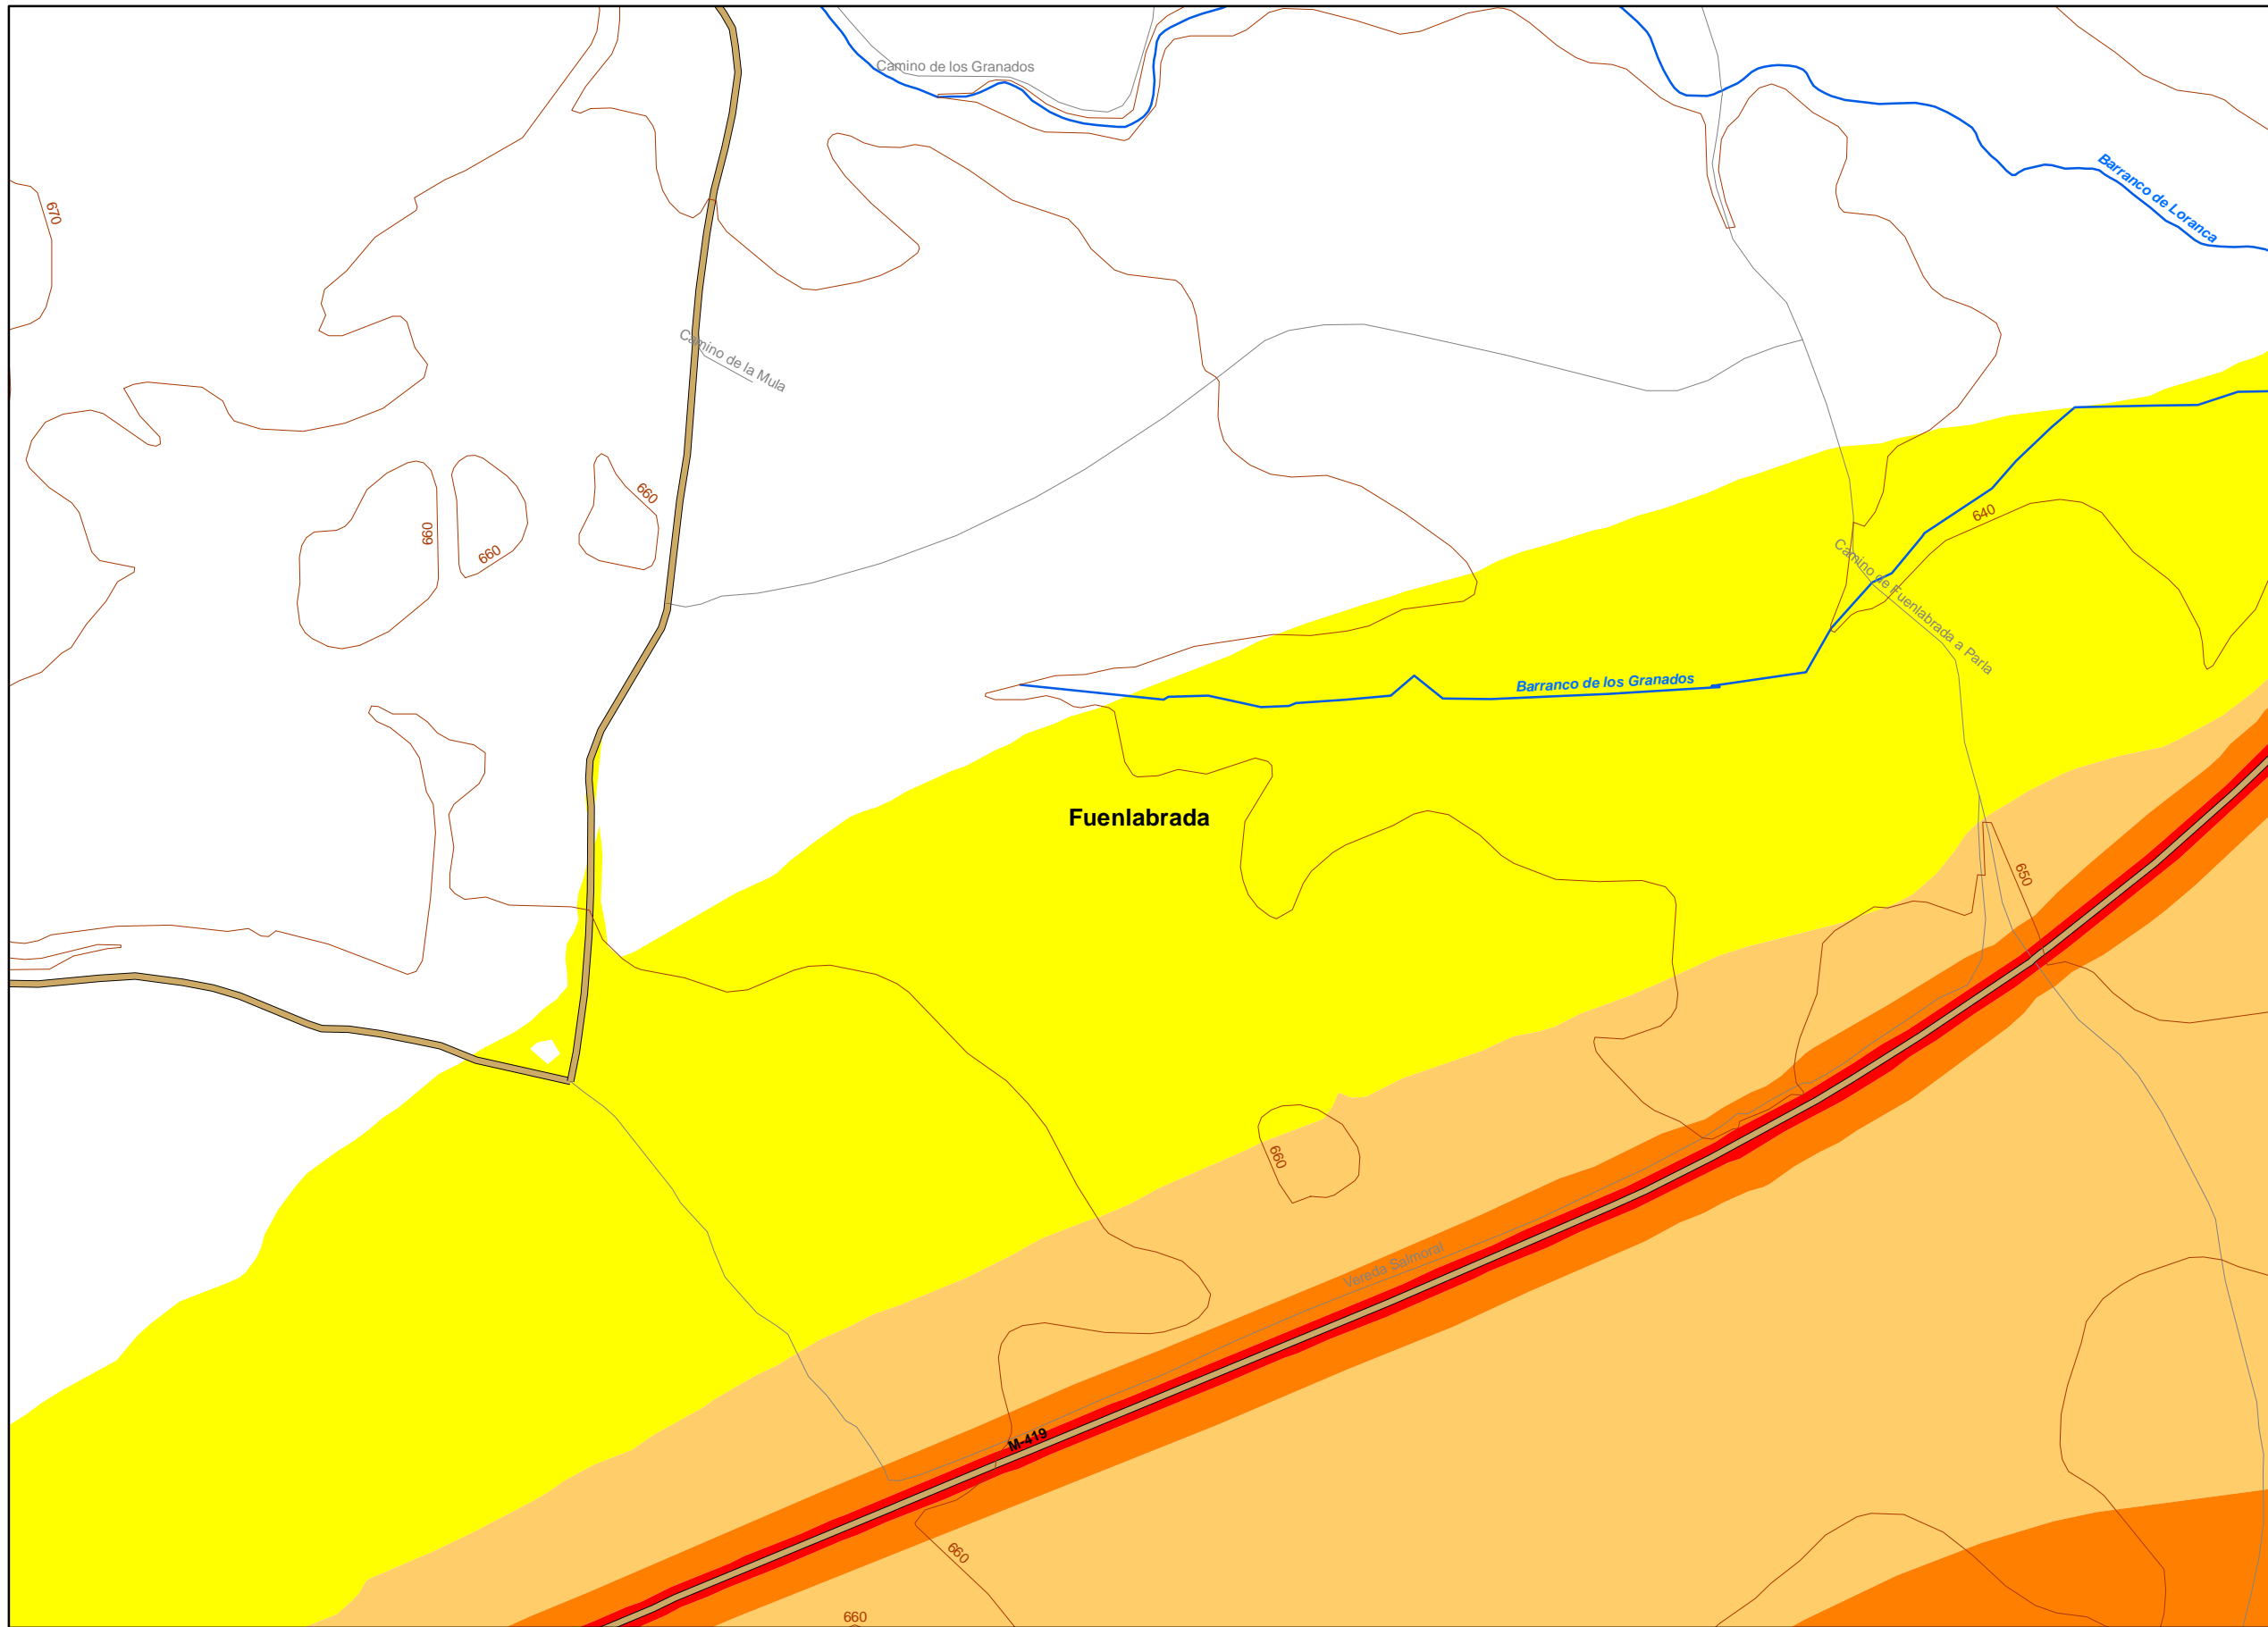 Camino de los Granados
Barranco de Loranca
670
Camino de la Mula
660
660
660
640
Camino de Fuenlabrada a Parla
Barranco de los Granados
Fuenlabrada
650
660
Vereda Salmoral
M-419
660
660